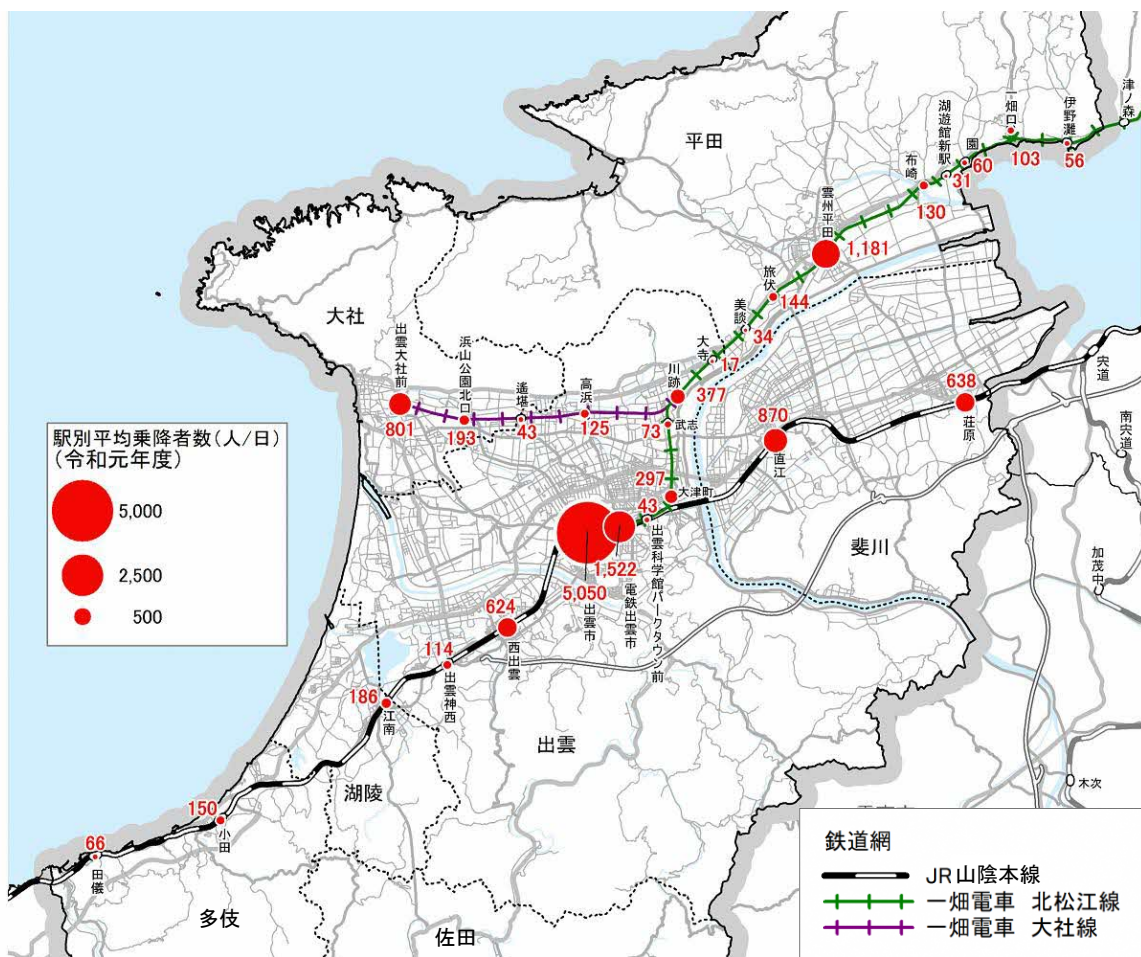 津ノ森
伊野灘
56
一畑口
103
園
60
湖遊館新駅
31
布崎
130
平田
雲州平田
1,181
旅伏
144
美談
34
大寺
17
川跡
377
宍道
大社
出雲大社前
801
浜山公園北口
193
遙堪
43
高浜
125
武志
73
638
荘原
870
直江
南宍道
駅別平均乗降者数(人/日)
(令和元年度)
5,000
2,500
500
297
大津町
43
出雲科学館パークタウン前
1,522
電鉄出雲市
5,050
出雲市
斐川
加茂中
624
西出雲
114
出雲神西
186
江南
出雲
湖陵
木次
150
小田
66
田儀
多伎
佐田
鉄道網
JR山陰本線
一畑電車 北松江線
一畑電車 大社線